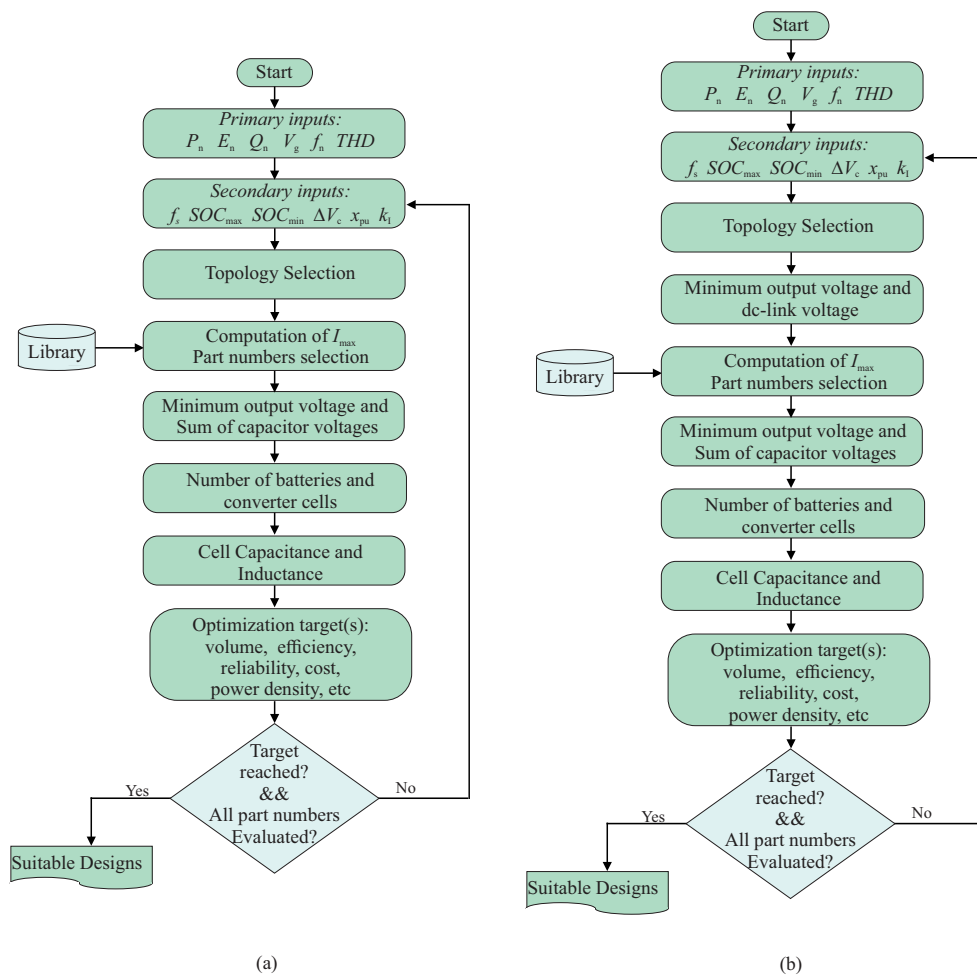 Start
Primary inputs:
Pn En Qn Vg fn THD
Secondary inputs:
fs SOCmax SOCmin ΔVc xpu kI
Topology Selection
Library
Computation of Imax
Part numbers selection
Minimum output voltage and
Sum of capacitor voltages
Number of batteries and
converter cells
Cell Capacitance and
Inductance
Optimization target(s):
volume, efficiency,
reliability, cost,
power density, etc
Target
reached?
&&
All part numbers
Evaluated?
Yes
No
Suitable Designs
(a)
Start
Primary inputs:
Pn En Qn Vg fn THD
Secondary inputs:
fs SOCmax SOCmin ΔVc xpu kI
Topology Selection
Minimum output voltage and
dc-link voltage
Library
Computation of Imax
Part numbers selection
Minimum output voltage and
Sum of capacitor voltages
Number of batteries and
converter cells
Cell Capacitance and
Inductance
Optimization target(s):
volume, efficiency,
reliability, cost,
power density, etc
Target
reached?
&&
All part numbers
Evaluated?
Yes
No
Suitable Designs
(b)